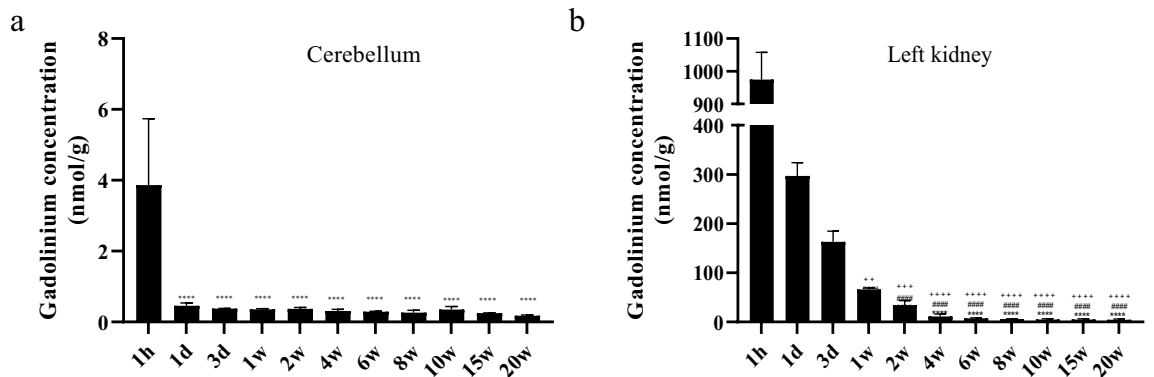 a
Cerebellum
Gadolinium concentration
(nmol/g)
8
6
4
2
0
**** **** **** **** **** **** **** **** **** ****
1h 1d 3d 1w 2w 4w 6w 8w 10w 15w 20w
b
Left kidney
Gadolinium concentration
(nmol/g)
1100
1000
900
400
300
200
100
0
++ +++ ++++ ++++ ++++ ++++ ++++ ++++
#### #### #### #### #### #### ####
**** **** **** **** **** ****
1h 1d 3d 1w 2w 4w 6w 8w 10w 15w 20w